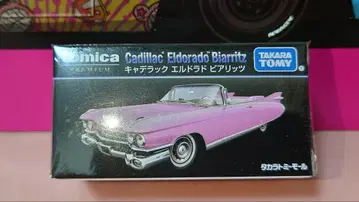 omica Cadillac Eldorado Biarritz
PREMIUM キャデラック エルドラド ビアリッツ
TAKARA
TOMY
タカラトミーモール